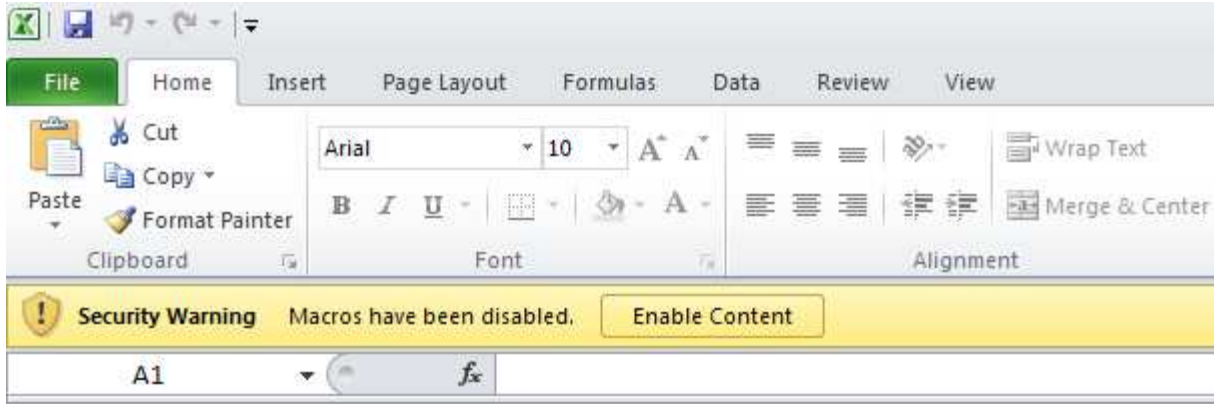 File Home Insert Page Layout Formulas Data Review View
Cut
Copy
Paste
Format Painter
Clipboard
Arial 10 A A
B I U A
Font
Wrap Text
Merge & Center
Alignment
Security Warning Macros have been disabled. Enable Content
A1 fx